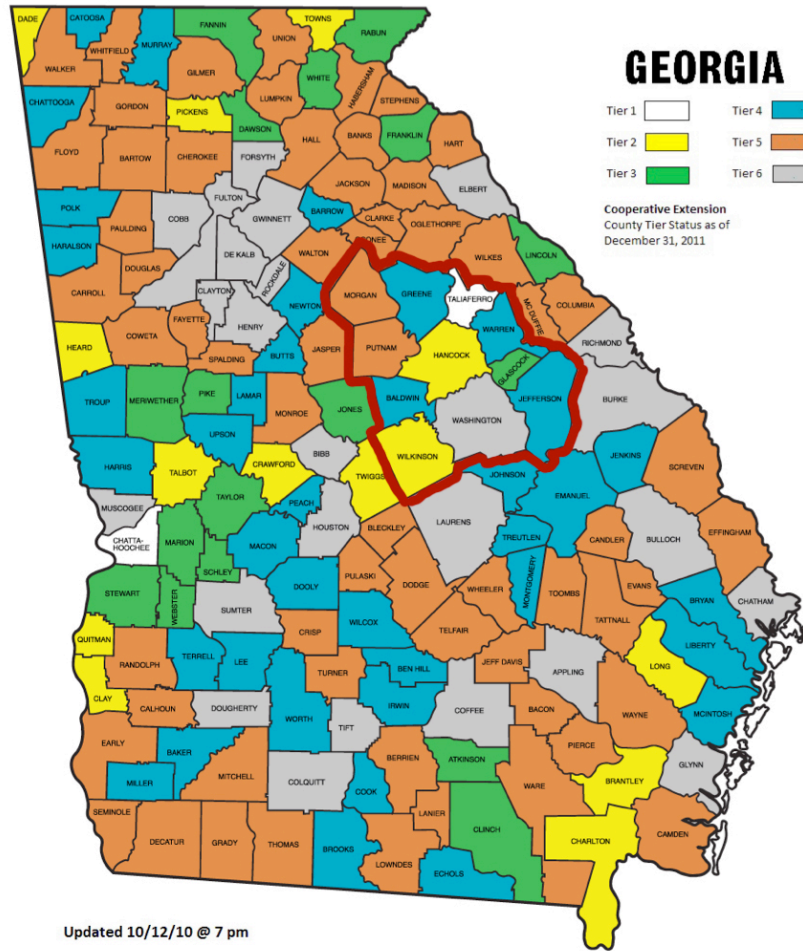 GEORGIA
Tier 1
Tier 4
Tier 2
Tier 5
Tier 3
Tier 6
Cooperative Extension
County Tier Status as of
December 31, 2011
DADE
CATOOSA
WHITFIELD
MURRAY
FANNIN
UNION
TOWNS
RABUN
WALKER
GILMER
WHITE
HABERSHAM
STEPHENS
CHATTOOGA
GORDON
PICKENS
LUMPKIN
DAWSON
HALL
BANKS
FRANKLIN
HART
FLOYD
BARTOW
CHEROKEE
FORSYTH
JACKSON
MADISON
ELBERT
POLK
PAULDING
COBB
FULTON
GWINNETT
BARROW
CLARKE
OGLETHORPE
WILKES
LINCOLN
HARALSON
DOUGLAS
DE KALB
ROCKDALE
WALTON
CARROLL
CLAYTON
HENRY
NEWTON
MORGAN
GREENE
TALIAFERRO
MC DUFFIE
COLUMBIA
HEARD
COWETA
FAYETTE
SPALDING
BUTTS
JASPER
PUTNAM
HANCOCK
WARREN
GLASCOCK
RICHMOND
TROUP
MERIWETHER
PIKE
LAMAR
MONROE
JONES
BALDWIN
WASHINGTON
JEFFERSON
BURKE
HARRIS
TALBOT
UPSON
CRAWFORD
BIBB
TWIGGS
WILKINSON
JOHNSON
JENKINS
SCREVEN
MUSCOGEE
CHATTA-
HOOCHEE
TAYLOR
PEACH
HOUSTON
BLECKLEY
LAURENS
EMANUEL
MARION
SCHLEY
MACON
PULASKI
DODGE
TREUTLEN
MONTGOMERY
CANDLER
BULLOCH
EFFINGHAM
STEWART
WEBSTER
SUMTER
DOOLY
WILCOX
WHEELER
TELFAIR
TOOMBS
EVANS
TATTNALL
BRYAN
CHATHAM
QUITMAN
RANDOLPH
TERRELL
LEE
CRISP
TURNER
BEN HILL
JEFF DAVIS
APPLING
LONG
LIBERTY
CLAY
CALHOUN
DOUGHERTY
WORTH
TIFT
IRWIN
COFFEE
BACON
WAYNE
MCINTOSH
EARLY
BAKER
MILLER
MITCHELL
COLQUITT
COOK
BERRIEN
ATKINSON
PIERCE
WARE
BRANTLEY
GLYNN
SEMINOLE
DECATUR
GRADY
THOMAS
BROOKS
LOWNDES
LANIER
CLINCH
ECHOLS
CHARLTON
CAMDEN
Updated 10/12/10 @ 7 pm